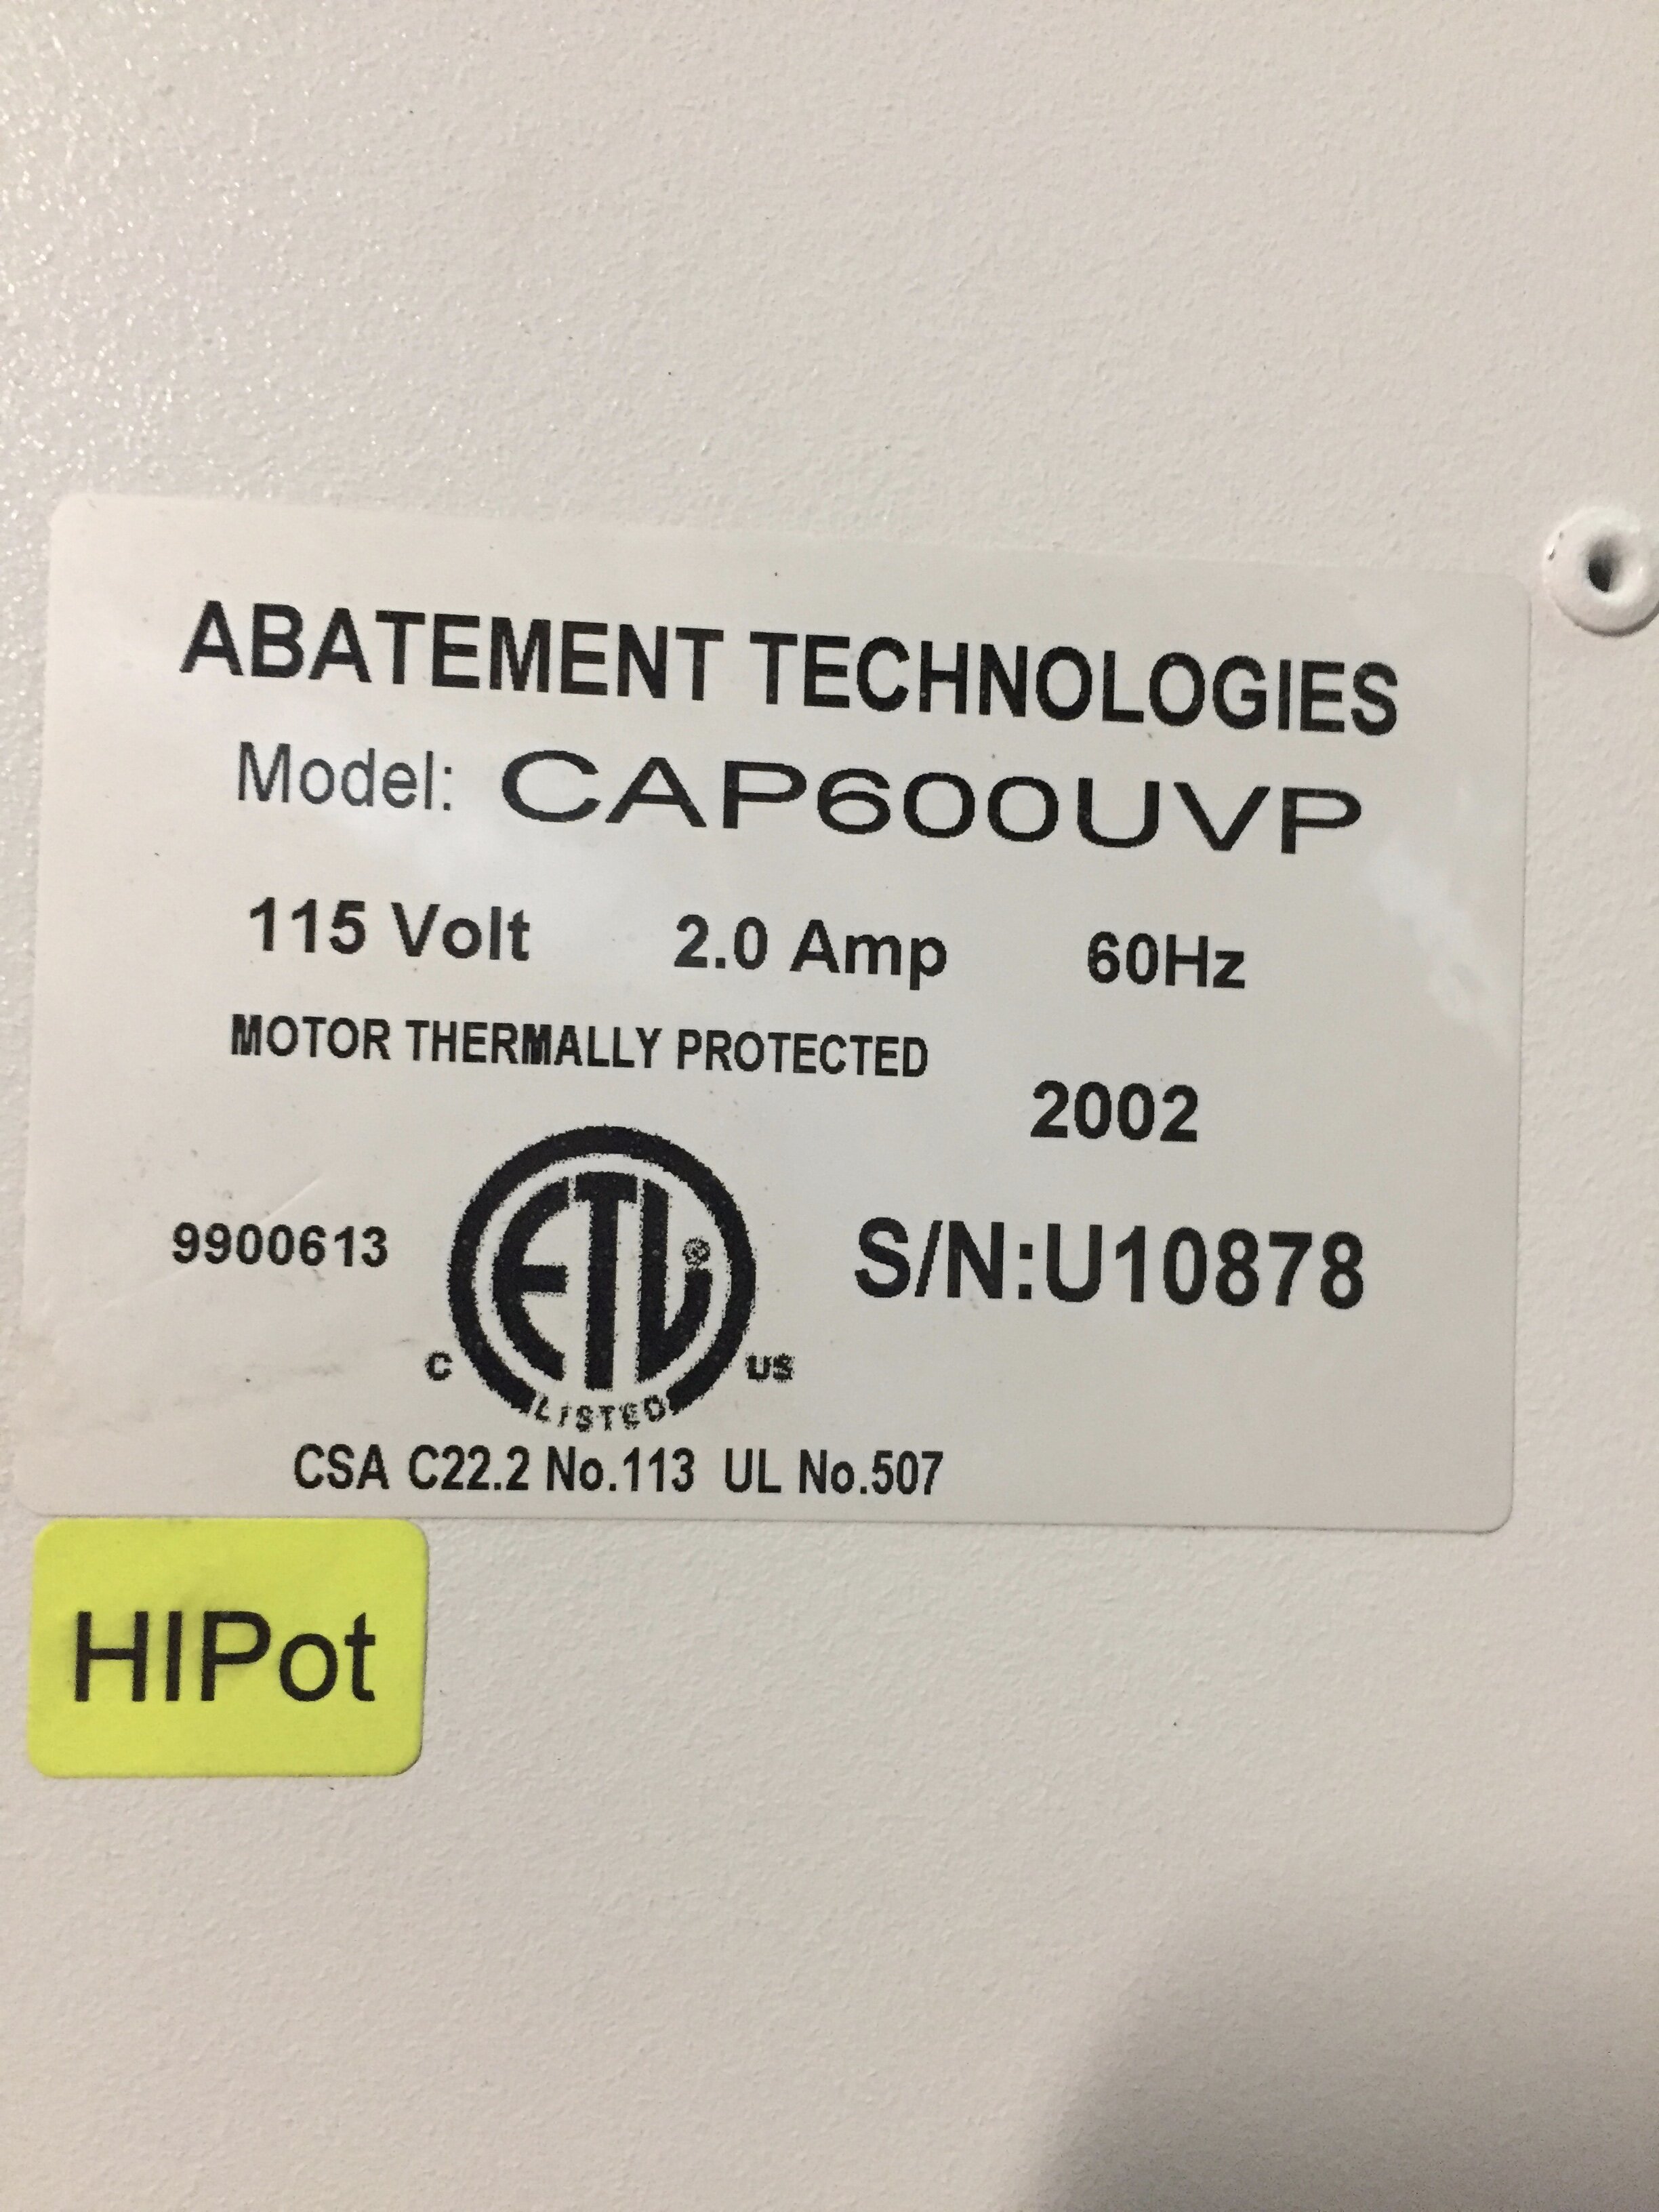 ABATEMENT TECHNOLOGIES
Model: CAP600UVP
115 Volt 2.0 Amp 60Hz
MOTOR THERMALLY PROTECTED
2002
9900613
ETL
®
C US
LISTED
S/N:U10878
CSA C22.2 No.113 UL No.507
HIPot